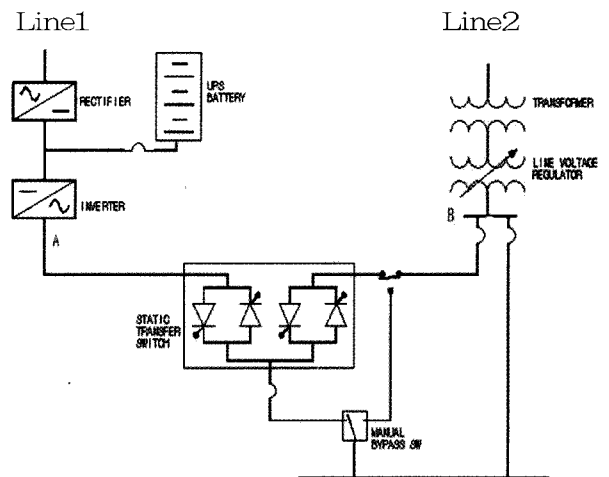 Line1
Line2
RECTIFIER
UPS
BATTERY
TRANSFORMER
LINE VOLTAGE
REGULATOR
INVERTER
A
B
STATIC
TRANSFER
SWITCH
MANUAL
BYPASS SW